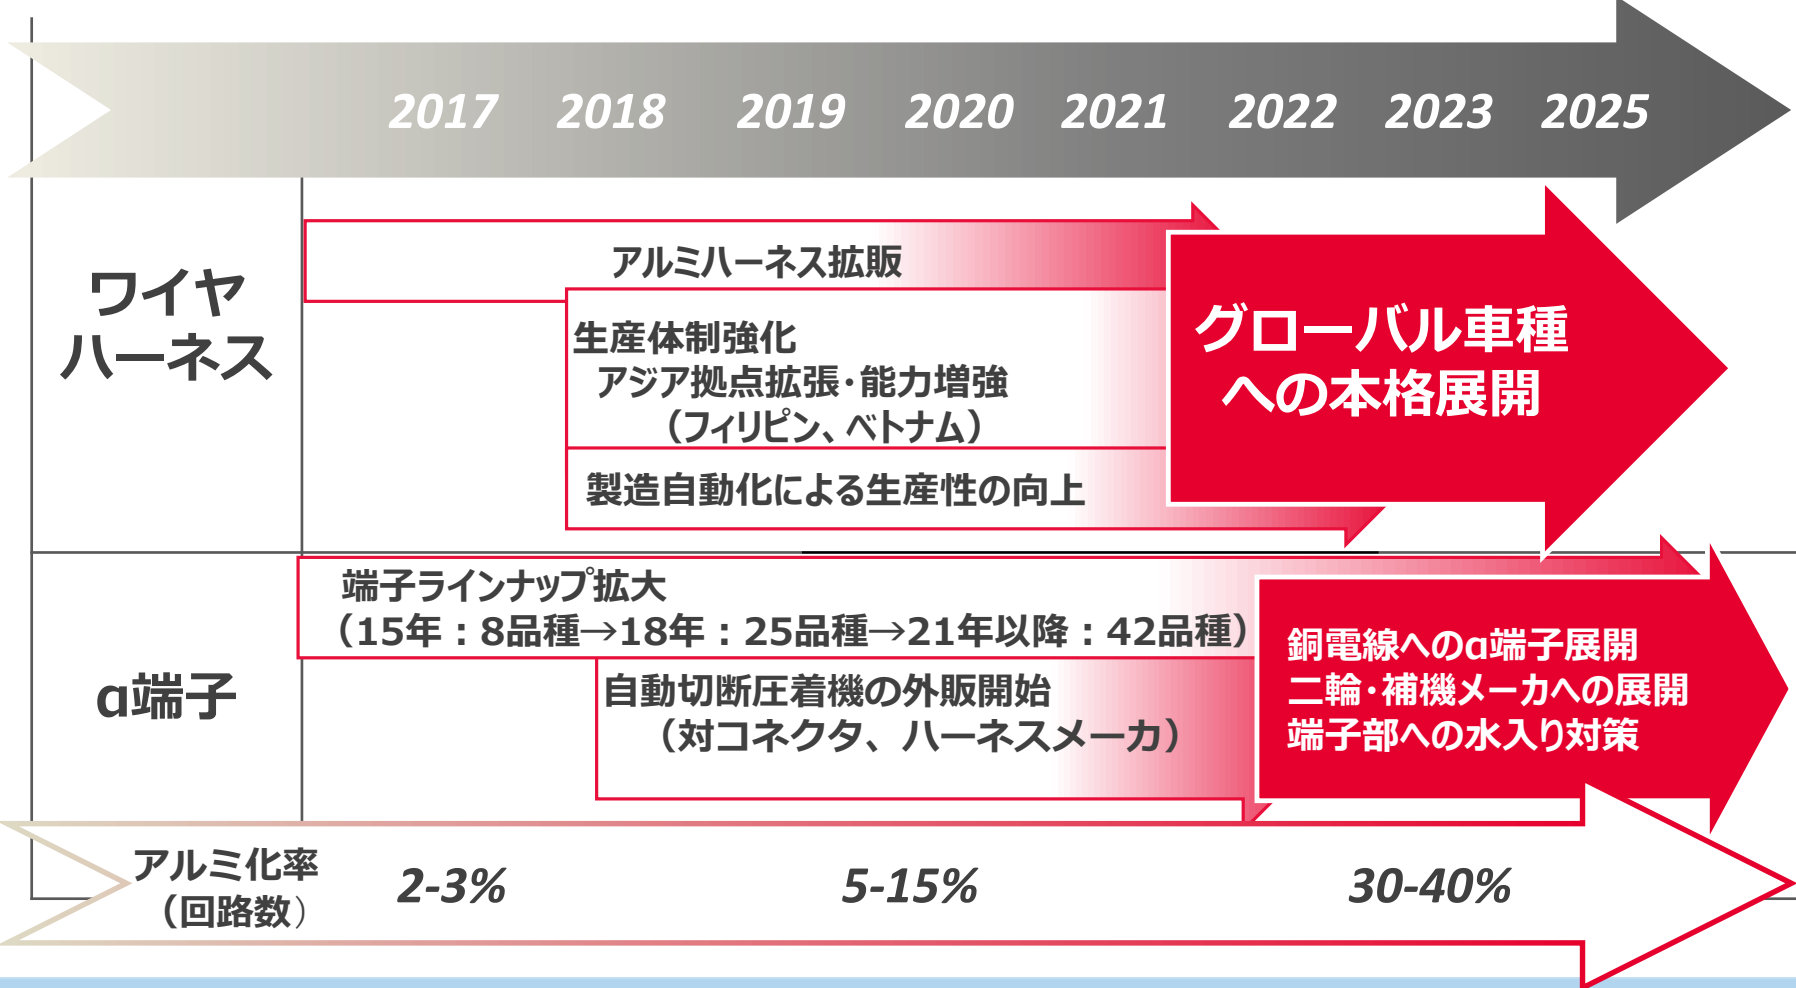 2017 2018 2019 2020 2021 2022 2023 2025
ワイヤ
ハーネス
アルミハーネス拡販
生産体制強化
アジア拠点拡張・能力増強
（フィリピン、ベトナム）
製造自動化による生産性の向上
グローバル車種
への本格展開
α端子
端子ラインナップ拡大
（15年：8品種→18年：25品種→21年以降：42品種）
自動切断圧着機の外販開始
（対コネクタ、ハーネスメーカ）
銅電線へのα端子展開
二輪・補機メーカへの展開
端子部への水入り対策
アルミ化率
（回路数）
2-3% 5-15% 30-40%